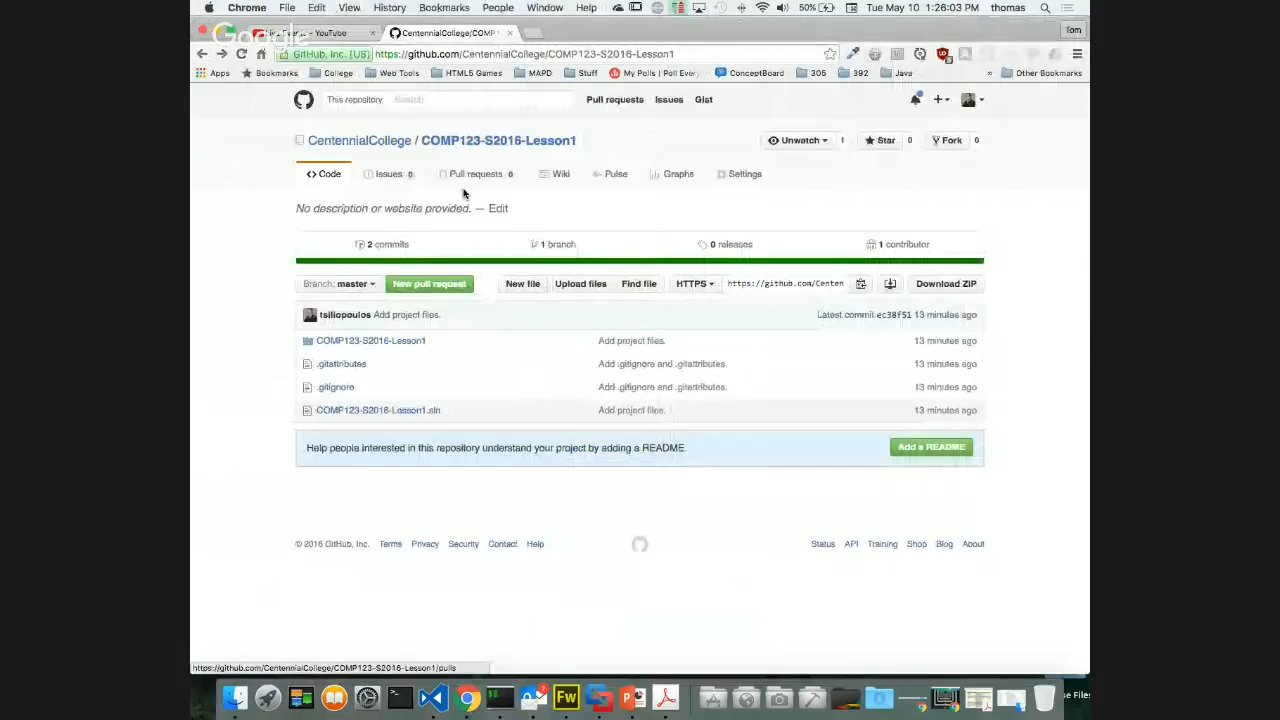 Chrome File Edit View History Bookmarks People Window Help 50% Tue May 10 1:26:03 PM thomas
Google
YouTube CentennialCollege/COMP Tom
GitHub, Inc. [US] https://github.com/CentennialCollege/COMP123-S2016-Lesson1
Apps Bookmarks College Web Tools HTML5 Games MAPD Stuff My Polls | Poll Every ConceptBoard 305 392 Java » Other Bookmarks
This repository Search Pull requests Issues Gist
CentennialCollege / COMP123-S2016-Lesson1 Unwatch 1 Star 0 Fork 0
Code Issues 0 Pull requests 0 Wiki Pulse Graphs Settings
No description or website provided. — Edit
2 commits 1 branch 0 releases 1 contributor
Branch: master New pull request New file Upload files Find file HTTPS https://github.com/Centen Download ZIP
tsiliopoulos Add project files. Latest commit ec38f51 13 minutes ago
COMP123-S2016-Lesson1 Add project files. 13 minutes ago
.gitattributes Add .gitignore and .gitattributes. 13 minutes ago
.gitignore Add .gitignore and .gitattributes. 13 minutes ago
COMP123-S2016-Lesson1.sln Add project files. 13 minutes ago
Help people interested in this repository understand your project by adding a README. Add a README
© 2016 GitHub, Inc. Terms Privacy Security Contact Help Status API Training Shop Blog About
https://github.com/CentennialCollege/COMP123-S2016-Lesson1/pulls
Fw
se Files